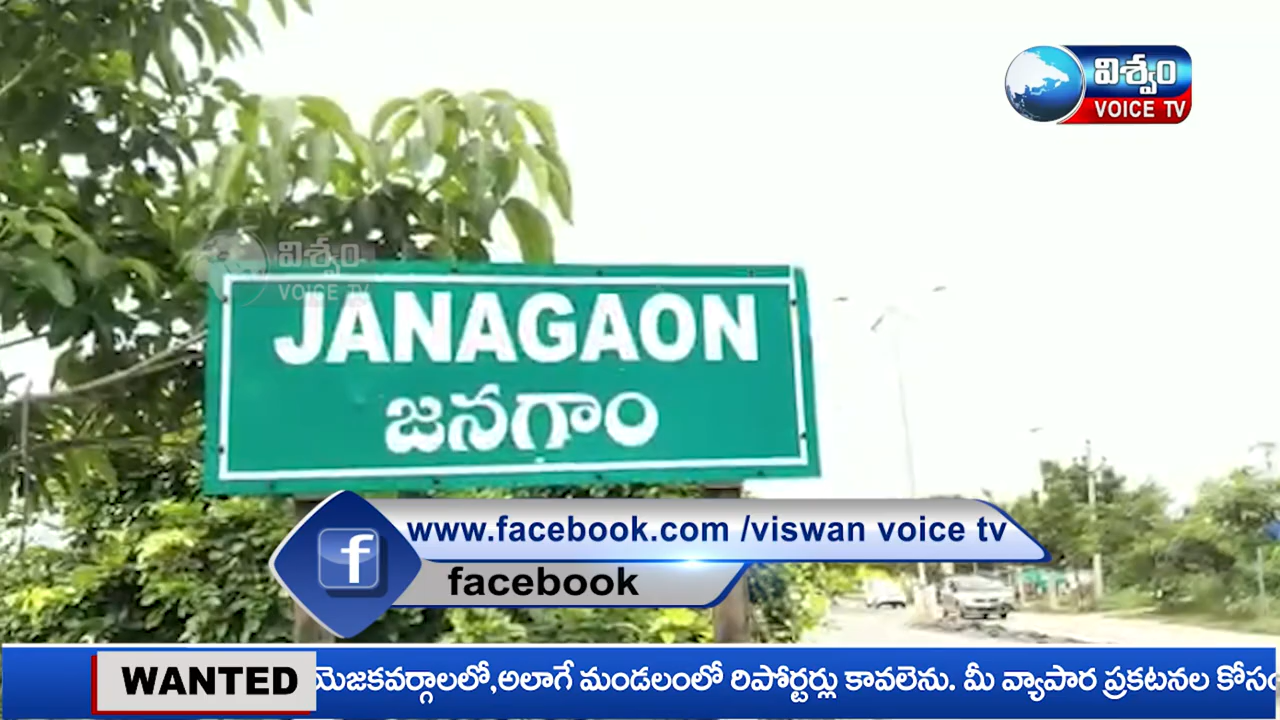 విశ్వం
VOICE TV
విశ్వం
VOICE TV
JANAGAON
జనగాం
www.facebook.com /viswan voice tv
facebook
WANTED
యెజకవర్గాలలో,అలాగే మండలంలో రిపోర్టర్లు కావలెను. మీ వ్యాపార ప్రకటనల కోసం